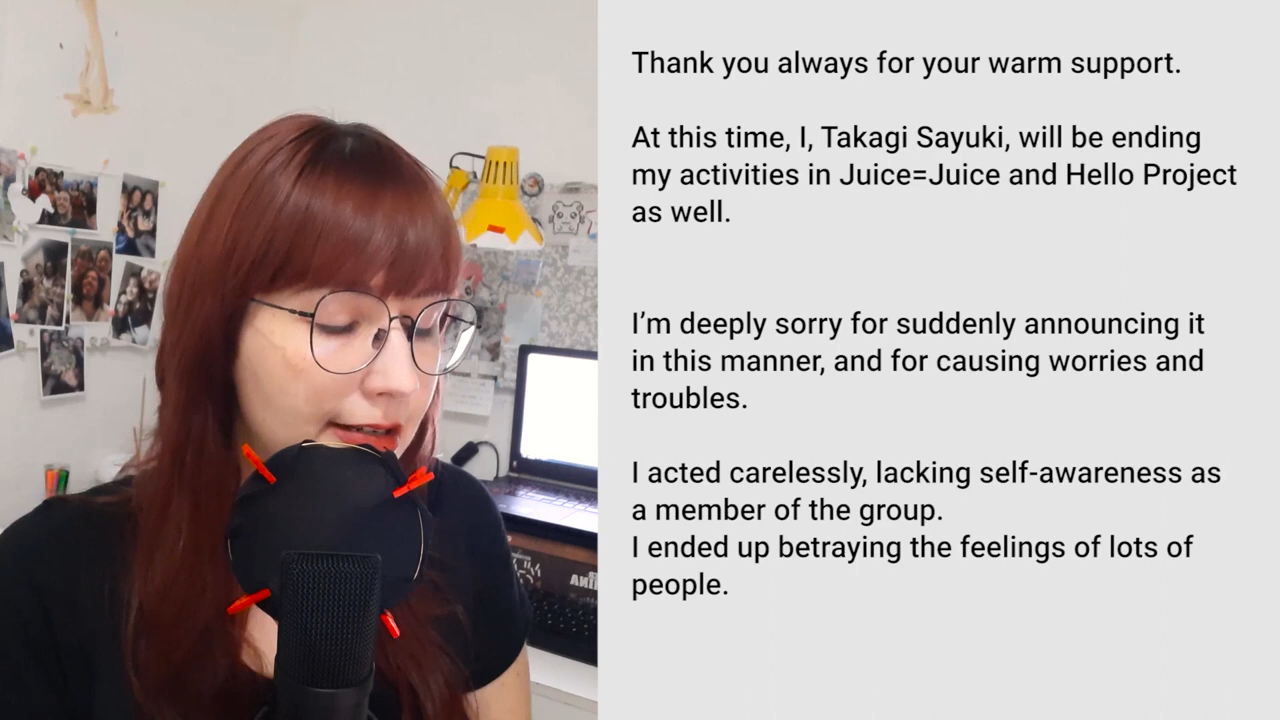 Thank you always for your warm support.
At this time, I, Takagi Sayuki, will be ending
my activities in Juice=Juice and Hello Project
as well.
I’m deeply sorry for suddenly announcing it
in this manner, and for causing worries and
troubles.
I acted carelessly, lacking self-awareness as
a member of the group.
I ended up betraying the feelings of lots of
people.